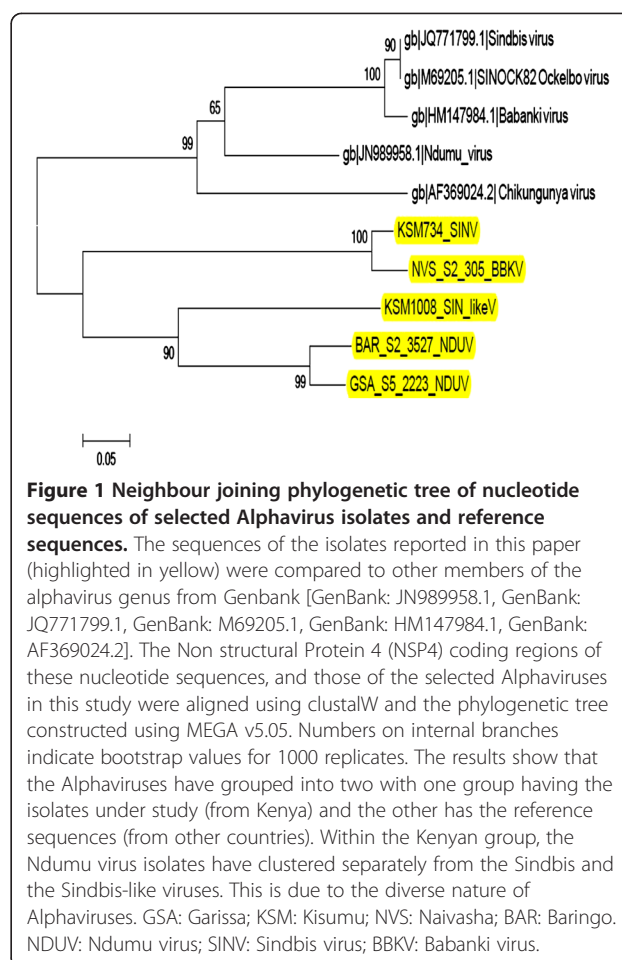 90
gb|JQ771799.1|Sindbis virus
gb|M69205.1|SINOCK82 Ockelbo virus
100
gb|HM147984.1|Babanki virus
65
gb|JN989958.1|Ndumu_virus
99
gb|AF369024.2| Chikungunya virus
KSM734_SINV
100
NVS_S2_305_BBKV
KSM1008_SIN_likeV
90
BAR_S2_3527_NDUV
99
GSA_S5_2223_NDUV
0.05
Figure 1 Neighbour joining phylogenetic tree of nucleotide
sequences of selected Alphavirus isolates and reference
sequences. The sequences of the isolates reported in this paper
(highlighted in yellow) were compared to other members of the
alphavirus genus from Genbank [GenBank: JN989958.1, GenBank:
JQ771799.1, GenBank: M69205.1, GenBank: HM147984.1, GenBank:
AF369024.2]. The Non structural Protein 4 (NSP4) coding regions of
these nucleotide sequences, and those of the selected Alphaviruses
in this study were aligned using clustalW and the phylogenetic tree
constructed using MEGA v5.05. Numbers on internal branches
indicate bootstrap values for 1000 replicates. The results show that
the Alphaviruses have grouped into two with one group having the
isolates under study (from Kenya) and the other has the reference
sequences (from other countries). Within the Kenyan group, the
Ndumu virus isolates have clustered separately from the Sindbis and
the Sindbis-like viruses. This is due to the diverse nature of
Alphaviruses. GSA: Garissa; KSM: Kisumu; NVS: Naivasha; BAR: Baringo.
NDUV: Ndumu virus; SINV: Sindbis virus; BBKV: Babanki virus.